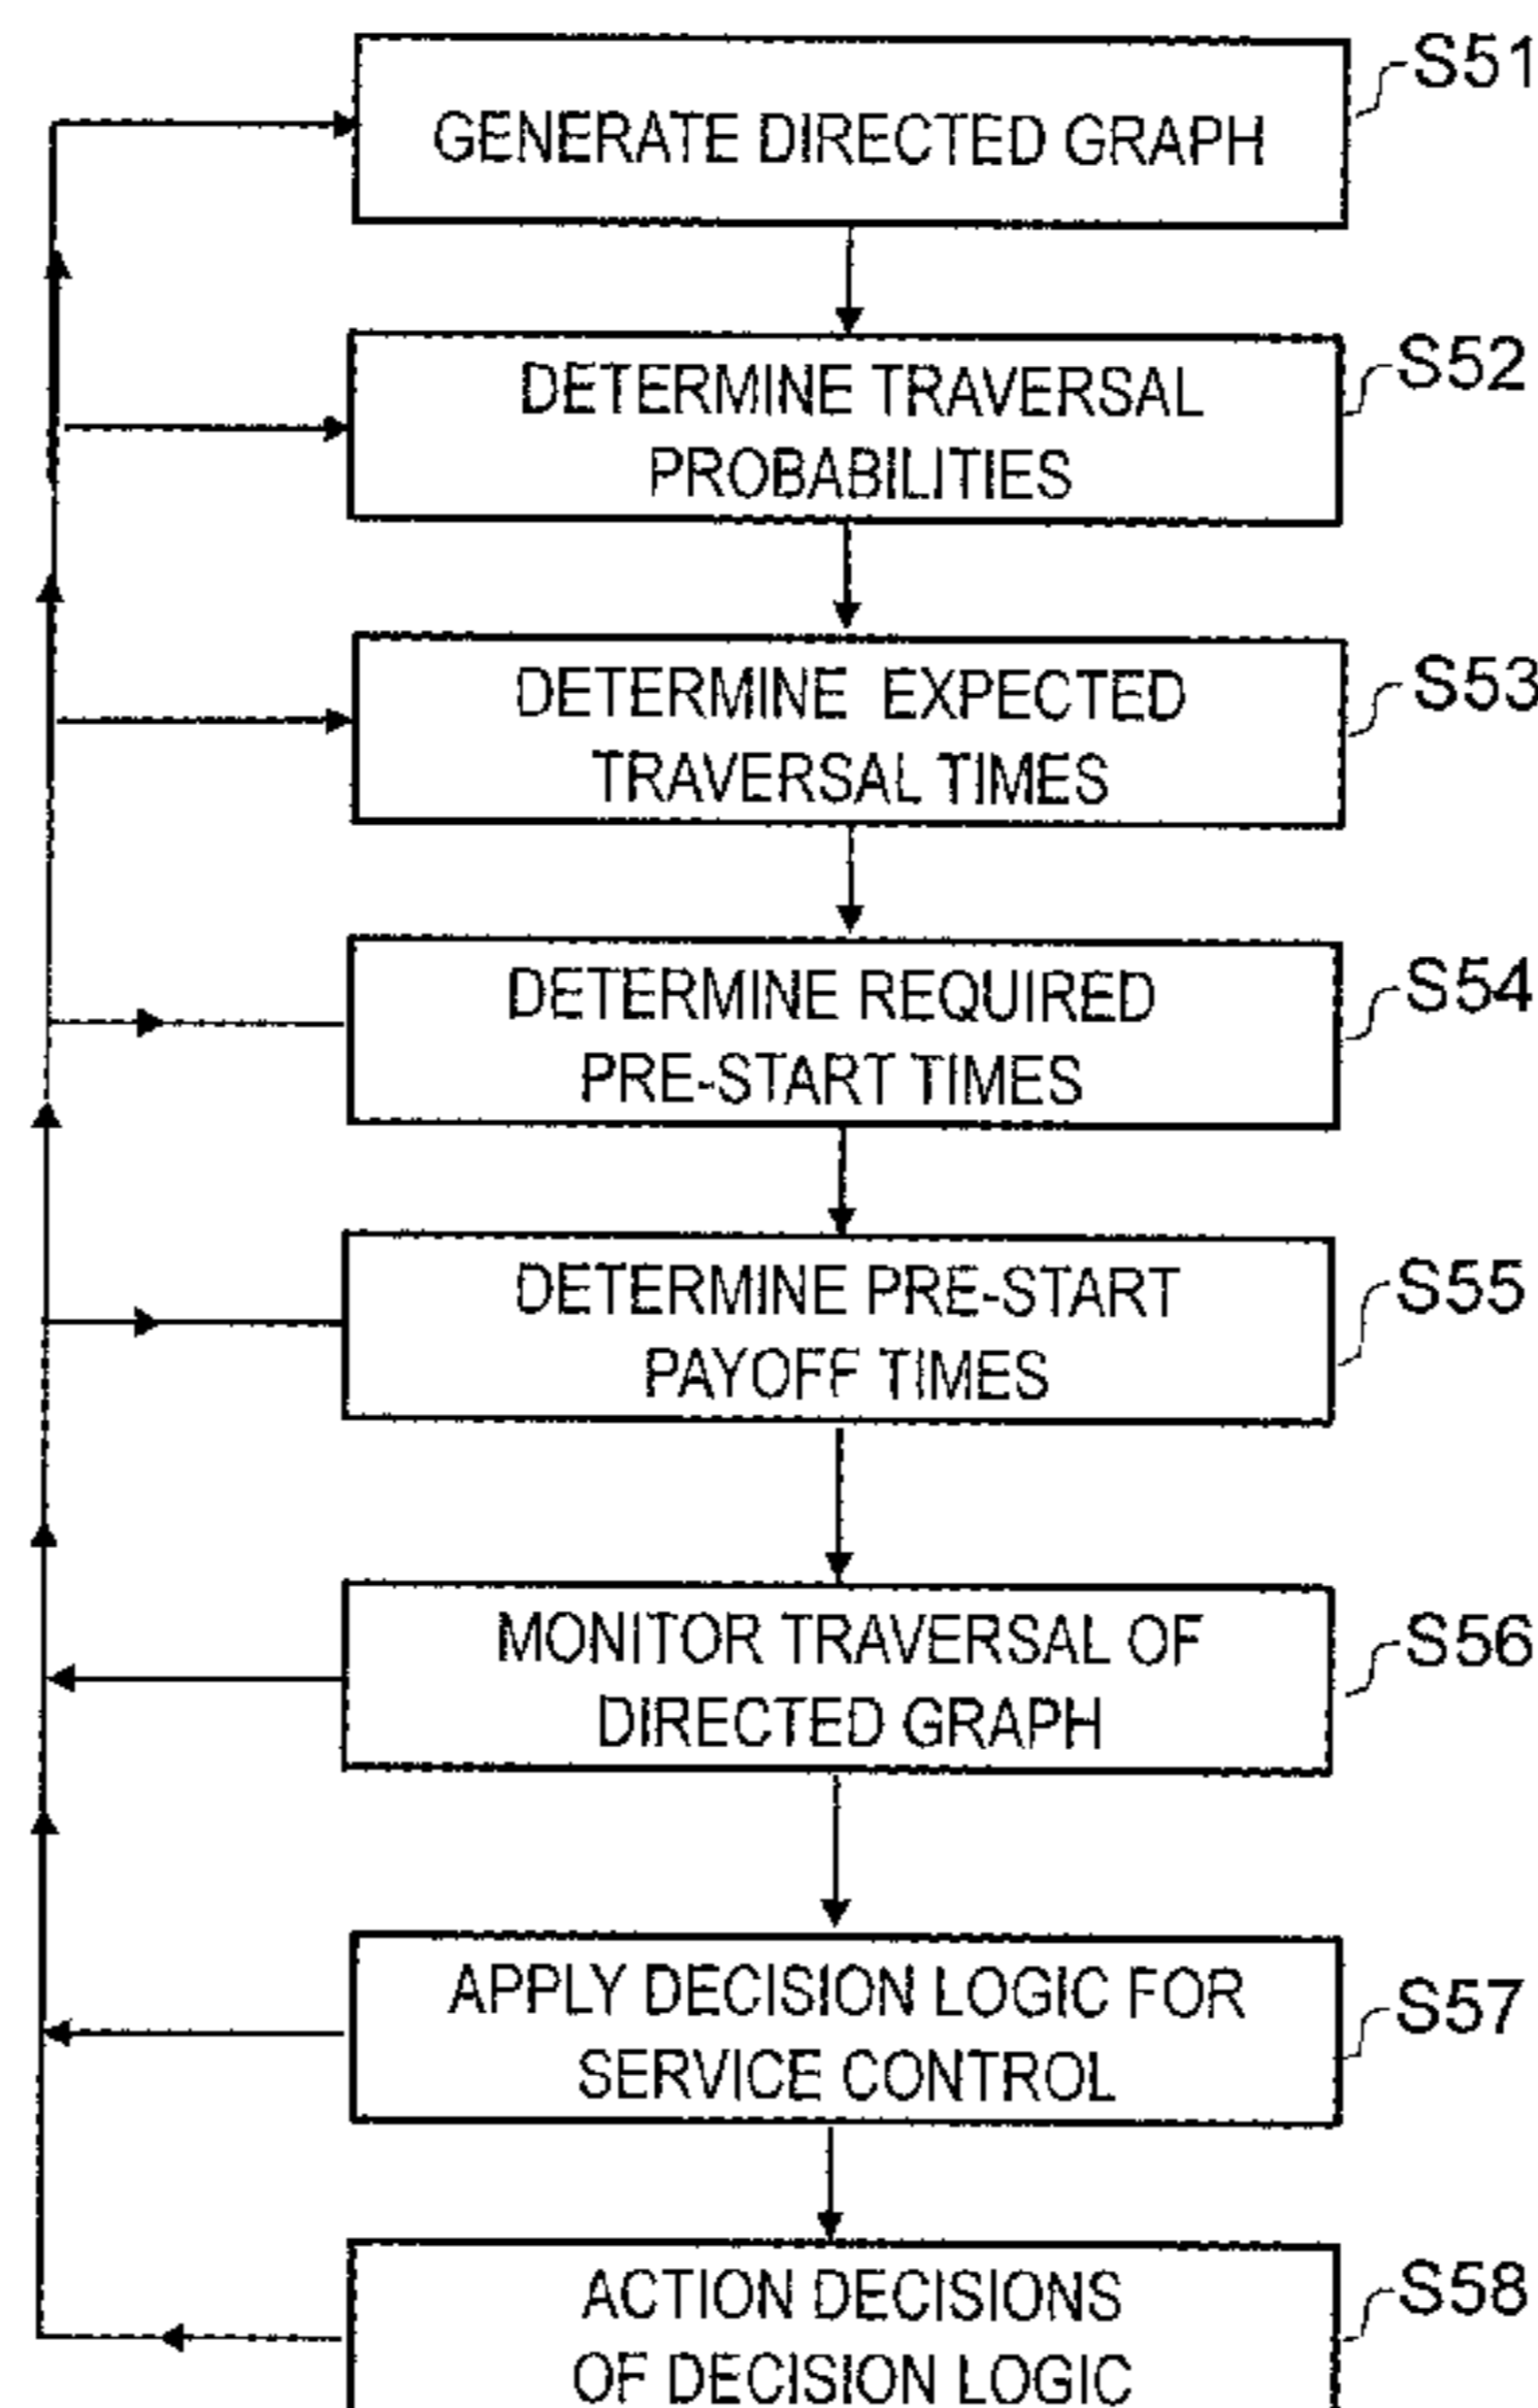 GENERATE DIRECTED GRAPH
S51
DETERMINE TRAVERSAL
PROBABILITIES
S52
DETERMINE EXPECTED
TRAVERSAL TIMES
S53
DETERMINE REQUIRED
PRE-START TIMES
S54
DETERMINE PRE-START
PAYOFF TIMES
S55
MONITOR TRAVERSAL OF
DIRECTED GRAPH
S56
APPLY DECISION LOGIC FOR
SERVICE CONTROL
S57
ACTION DECISIONS
OF DECISION LOGIC
S58